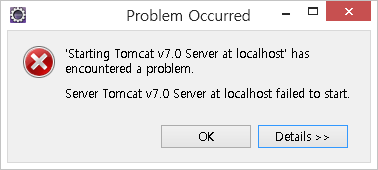 Problem Occurred
'Starting Tomcat v7.0 Server at localhost' has
encountered a problem.
Server Tomcat v7.0 Server at localhost failed to start.
OK
Details >>